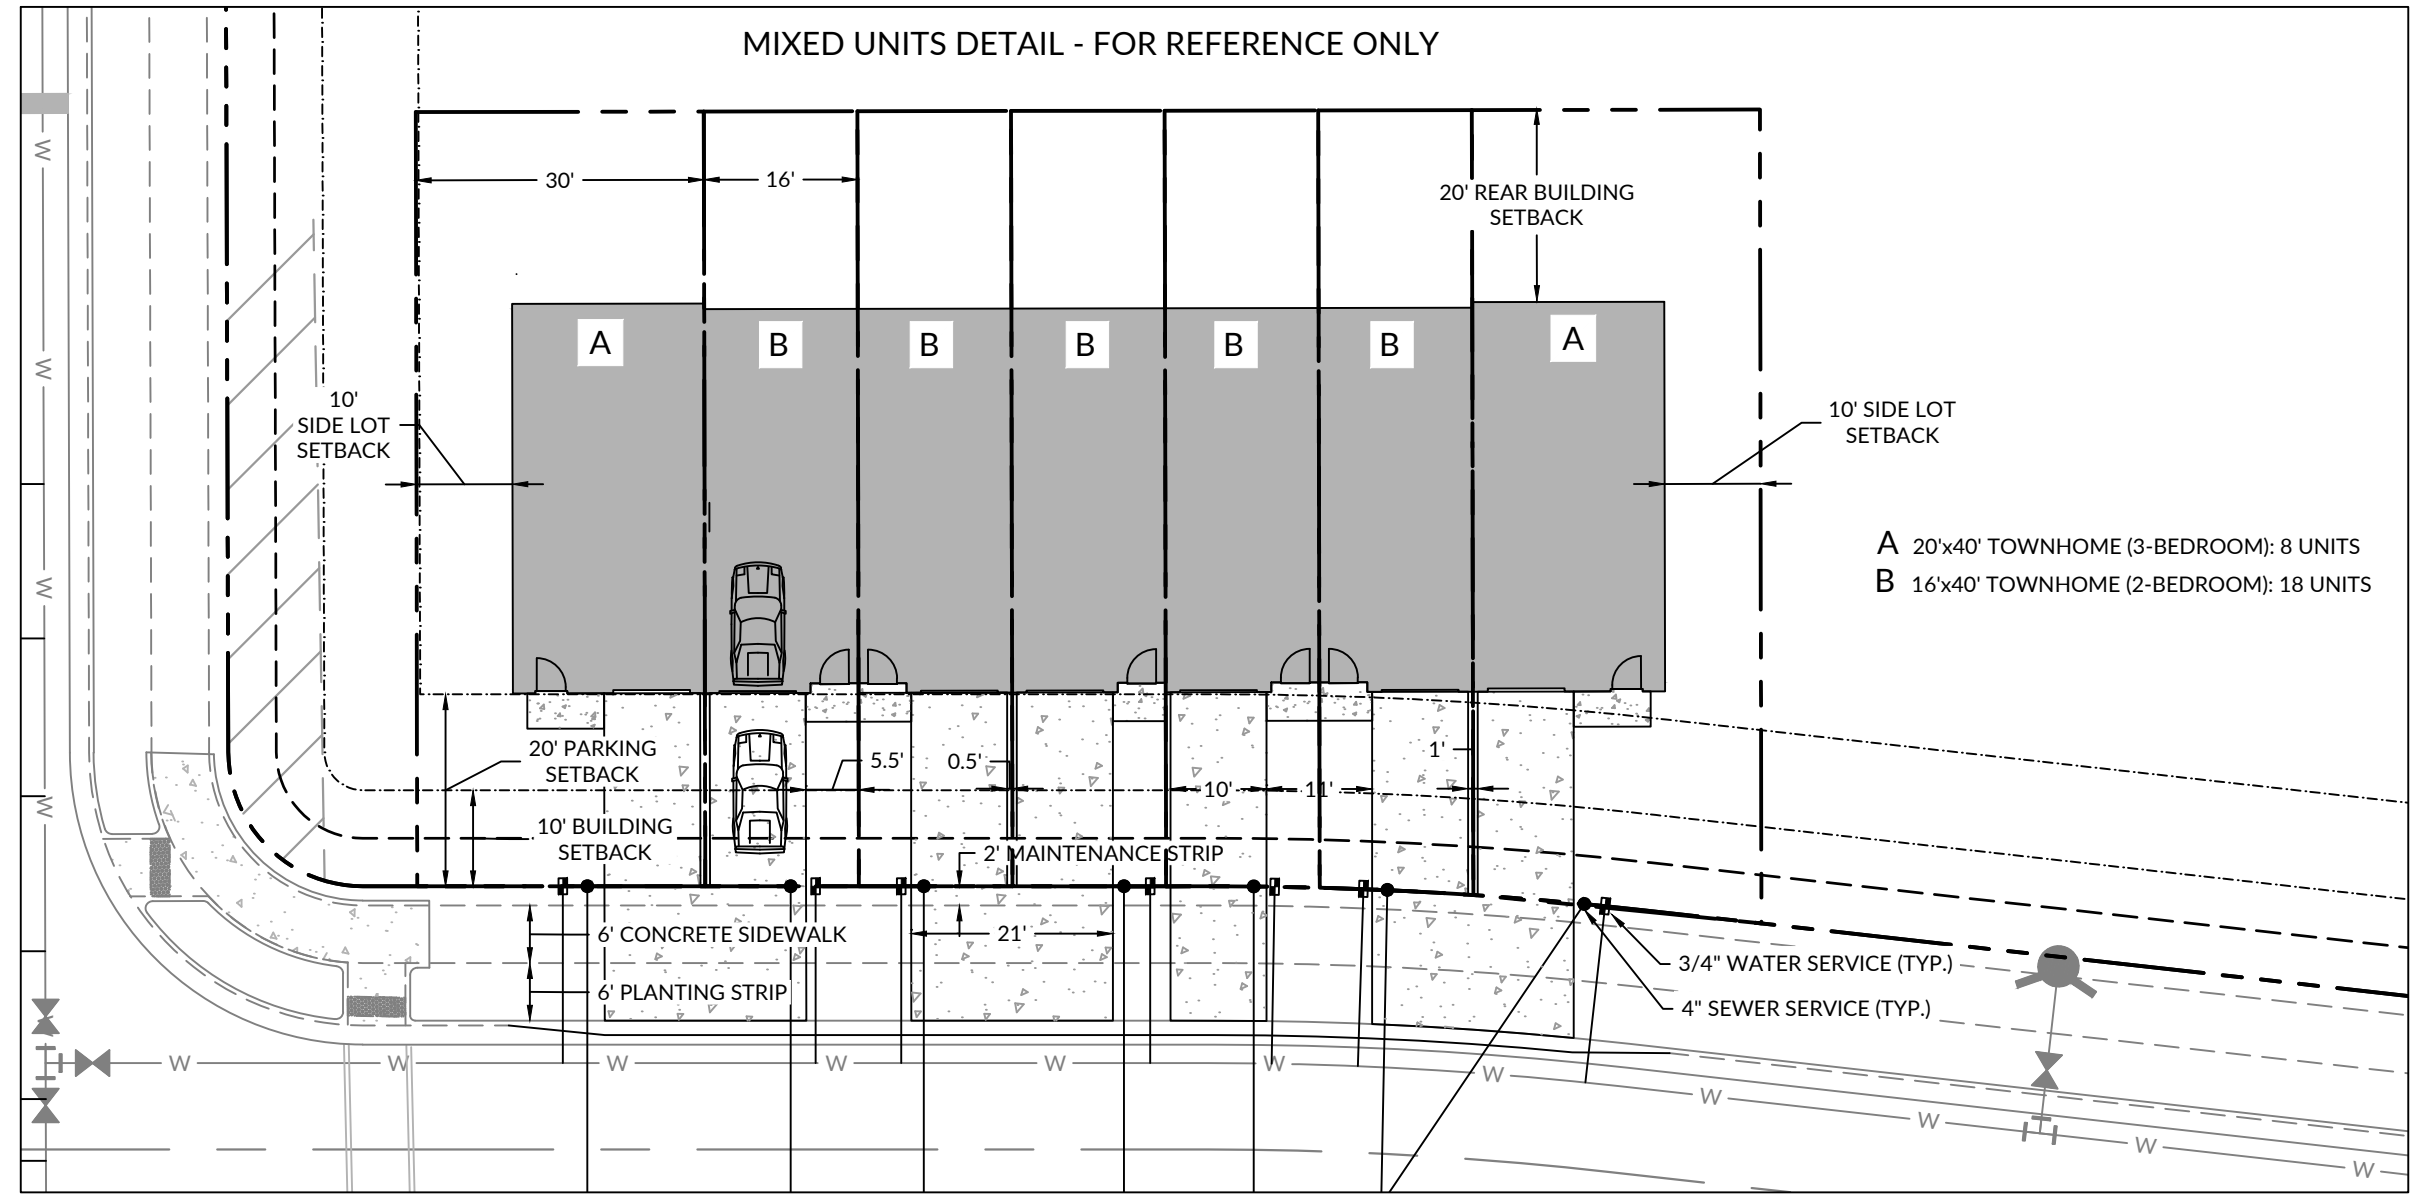 MIXED UNITS DETAIL - FOR REFERENCE ONLY
W
30'
16'
20' REAR BUILDING
SETBACK
A
B
B
B
B
B
A
W
10'
SIDE LOT
SETBACK
10' SIDE LOT
SETBACK
A 20'x40' TOWNHOME (3-BEDROOM): 8 UNITS
B 16'x40' TOWNHOME (2-BEDROOM): 18 UNITS
W
20' PARKING
SETBACK
5.5'
0.5'
1'
10'
11'
W
10' BUILDING
SETBACK
2' MAINTENANCE STRIP
6' CONCRETE SIDEWALK
21'
3/4" WATER SERVICE (TYP.)
6' PLANTING STRIP
4" SEWER SERVICE (TYP.)
W
W
W
W
W
W
W
W
W
W
W